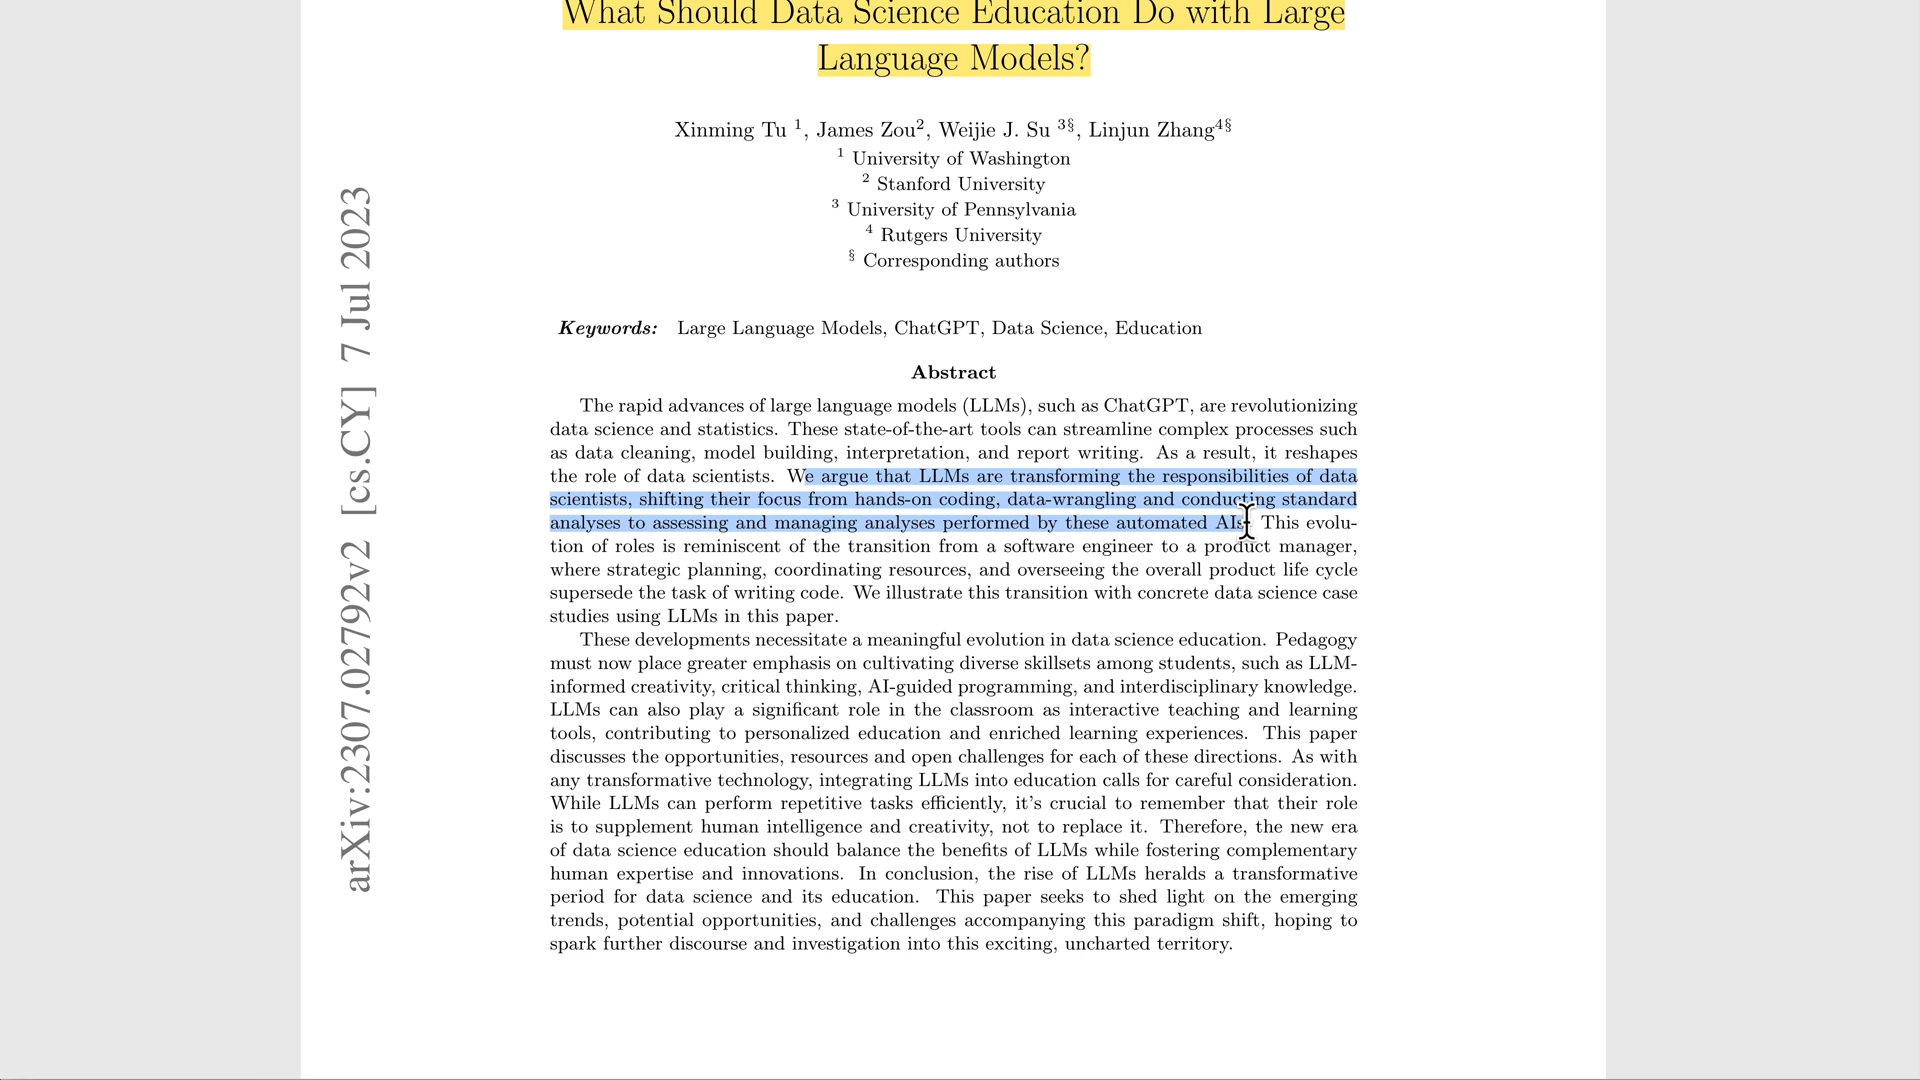 What Should Data Science Education Do with Large
Language Models?
Xinming Tu 1, James Zou2, Weijie J. Su 3§, Linjun Zhang4§
1 University of Washington
2 Stanford University
3 University of Pennsylvania
4 Rutgers University
§ Corresponding authors
Keywords: Large Language Models, ChatGPT, Data Science, Education
Abstract
The rapid advances of large language models (LLMs), such as ChatGPT, are revolutionizing
data science and statistics. These state-of-the-art tools can streamline complex processes such
as data cleaning, model building, interpretation, and report writing. As a result, it reshapes
the role of data scientists. We argue that LLMs are transforming the responsibilities of data
scientists, shifting their focus from hands-on coding, data-wrangling and conducting standard
analyses to assessing and managing analyses performed by these automated AIs. This evolu-
tion of roles is reminiscent of the transition from a software engineer to a product manager,
where strategic planning, coordinating resources, and overseeing the overall product life cycle
supersede the task of writing code. We illustrate this transition with concrete data science case
studies using LLMs in this paper.
These developments necessitate a meaningful evolution in data science education. Pedagogy
must now place greater emphasis on cultivating diverse skillsets among students, such as LLM-
informed creativity, critical thinking, AI-guided programming, and interdisciplinary knowledge.
LLMs can also play a significant role in the classroom as interactive teaching and learning
tools, contributing to personalized education and enriched learning experiences. This paper
discusses the opportunities, resources and open challenges for each of these directions. As with
any transformative technology, integrating LLMs into education calls for careful consideration.
While LLMs can perform repetitive tasks efficiently, it's crucial to remember that their role
is to supplement human intelligence and creativity, not to replace it. Therefore, the new era
of data science education should balance the benefits of LLMs while fostering complementary
human expertise and innovations. In conclusion, the rise of LLMs heralds a transformative
period for data science and its education. This paper seeks to shed light on the emerging
trends, potential opportunities, and challenges accompanying this paradigm shift, hoping to
spark further discourse and investigation into this exciting, uncharted territory.
arXiv:2307.02792v2 [cs.CY] 7 Jul 2023